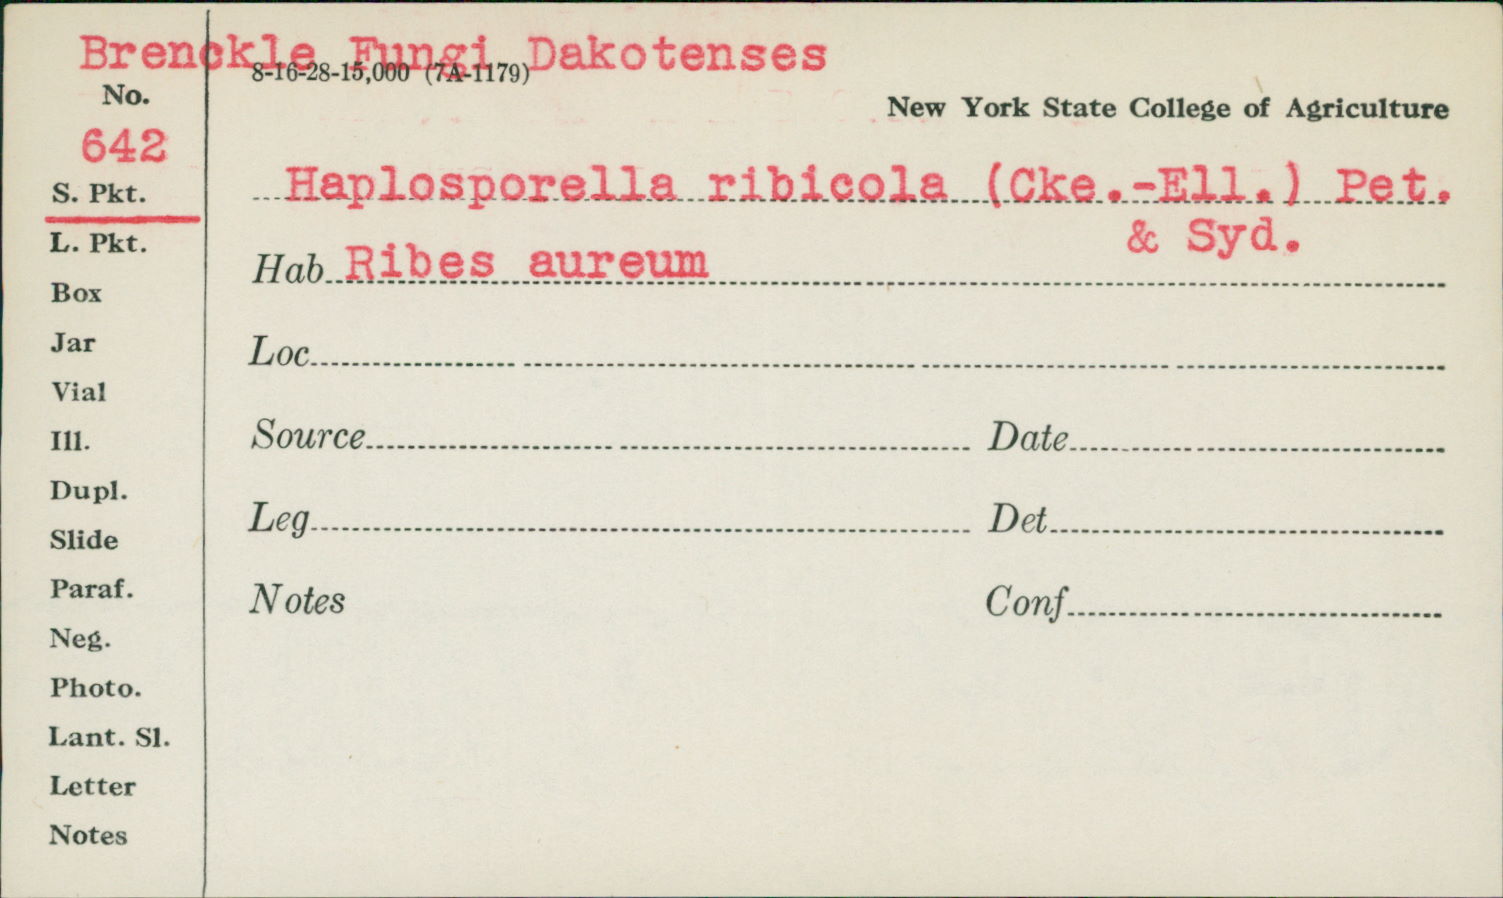 Brenckle Fungi Dakotenses
8-16-28-15,000 (7A-1179)
No.
New York State College of Agriculture
642
Haplosporella ribicola (Cke.-Ell.) Pet.
& Syd.
S. Pkt.
L. Pkt.
Hab Ribes aureum
Box
Jar
Loc
Vial
Ill.
Source Date
Dupl.
Slide
Leg Det
Paraf.
Notes Conf
Neg.
Photo.
Lant. Sl.
Letter
Notes